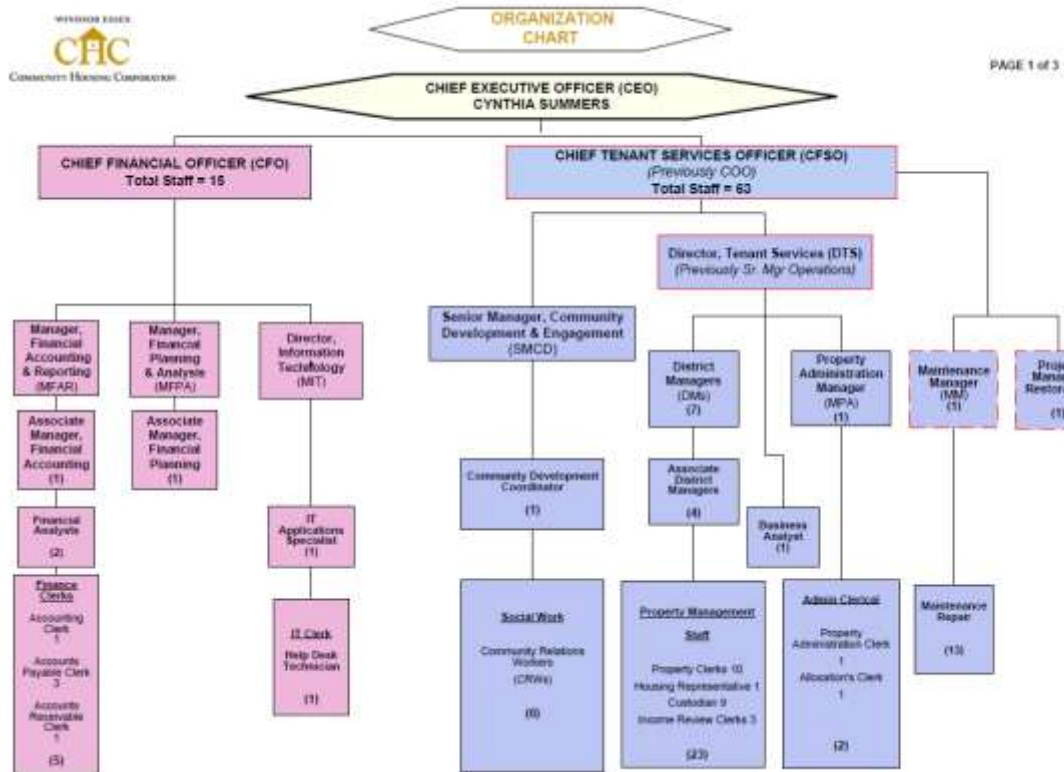 WINDSOR ESSEX
CHC
COMMUNITY HOUSING CORPORATION
ORGANIZATION
CHART
PAGE 1 of 3
CHIEF EXECUTIVE OFFICER (CEO)
CYNTHIA SUMMERS
CHIEF FINANCIAL OFFICER (CFO)
Total Staff = 15
CHIEF TENANT SERVICES OFFICER (CFSO)
(Previously COO)
Total Staff = 63
Director, Tenant Services (DTS)
(Previously Sr. Mgr Operations)
Manager,
Financial
Accounting
& Reporting
(MFAR)
Manager,
Financial
Planning
& Analysis
(MFPA)
Director,
Information
Technology
(MIT)
Senior Manager, Community
Development & Engagement
(SMCD)
District
Managers
(DMs)
(7)
Property
Administration
Manager
(MPA)
(1)
Maintenance
Manager
(MM)
(1)
Associate
Manager,
Financial
Accounting
(1)
Associate
Manager,
Financial
Planning
(1)
Community Development
Coordinator
(1)
Associate
District
Managers
(4)
Financial
Analysts
(2)
IT
Applications
Specialist
(1)
Business
Analyst
(1)
Finance
Clerks
Accounting
Clerk
1
Accounts
Payable Clerk
3
Accounts
Receivable
Clerk
1
(5)
IT Clerk
Help Desk
Technician
(1)
Social Work
Community Relations
Workers
(CRWs)
(6)
Property Management
Staff
Property Clerks 10
Housing Representative 1
Custodian 9
Income Review Clerks 3
(23)
Admin Clerical
Property
Administration Clerk
1
Allocation's Clerk
1
(2)
Maintenance
Repair
(13)